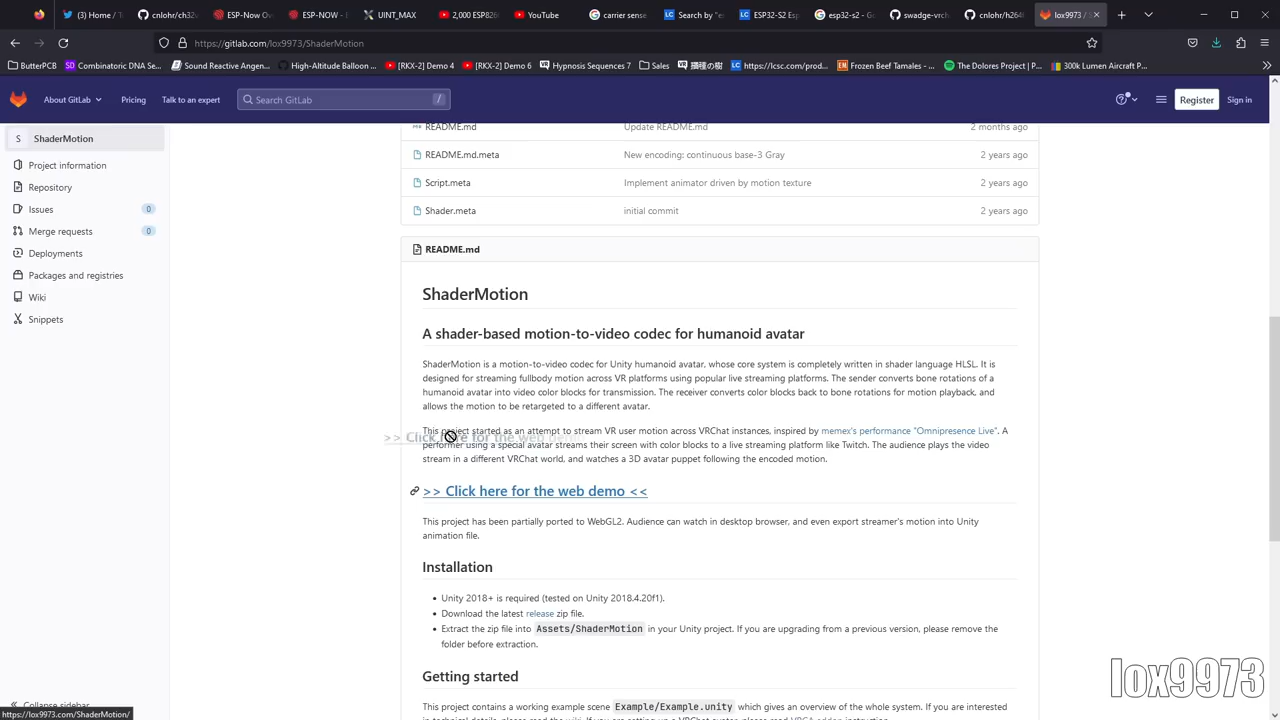 Twitter (3)
cnlohr/ch32
ESP-Now
ESP-NOW -
UINT_MAX
2,000 ESP826
YouTube
carrier sense
Search by "e
ESP32-S2 Es
esp32-s2 - G
swadge-vrch
cnlohr/h264
lox9973 / S
https://gitlab.com/lox9973/ShaderMotion
ButterPCB
Combinatoric DNA Se...
Sound Reactive Angen...
High-Altitude Balloon ...
[RKX-2] Demo 4
[RKX-2] Demo 6
Hypnosis Sequences 7
Sales
https://lcsc.com/prod...
Frozen Beef Tamales - ...
The Dolores Project | P...
300k Lumen Aircraft P...
About GitLab
Pricing
Talk to an expert
Search GitLab
/
Register
Sign in
S ShaderMotion
Project information
Repository
Issues 0
Merge requests 0
Deployments
Packages and registries
Wiki
Snippets
Collapse sidebar
README.md Update README.md 2 months ago
README.md.meta New encoding: continuous base-3 Gray 2 years ago
Script.meta Implement animator driven by motion texture 2 years ago
Shader.meta initial commit 2 years ago
README.md
ShaderMotion
A shader-based motion-to-video codec for humanoid avatar
ShaderMotion is a motion-to-video codec for Unity humanoid avatar, whose core system is completely written in shader language HLSL. It is
designed for streaming fullbody motion across VR platforms using popular live streaming platforms. The sender converts bone rotations of a
humanoid avatar into video color blocks for transmission. The receiver converts color blocks back to bone rotations for motion playback, and
allows the motion to be retargeted to a different avatar.
This project started as an attempt to stream VR user motion across VRChat instances, inspired by memex's performance "Omnipresence Live". A
>> Click here for the web demo
performer using a special avatar streams their screen with color blocks to a live streaming platform like Twitch. The audience plays the video
stream in a different VRChat world, and watches a 3D avatar puppet following the encoded motion.
>> Click here for the web demo <<
This project has been partially ported to WebGL2. Audience can watch in desktop browser, and even export streamer's motion into Unity
animation file.
Installation
• Unity 2018+ is required (tested on Unity 2018.4.20f1).
• Download the latest release zip file.
• Extract the zip file into Assets/ShaderMotion in your Unity project. If you are upgrading from a previous version, please remove the
folder before extraction.
Getting started
This project contains a working example scene Example/Example.unity which gives an overview of the whole system. If you are interested
https://lox9973.com/ShaderMotion/
lox9973